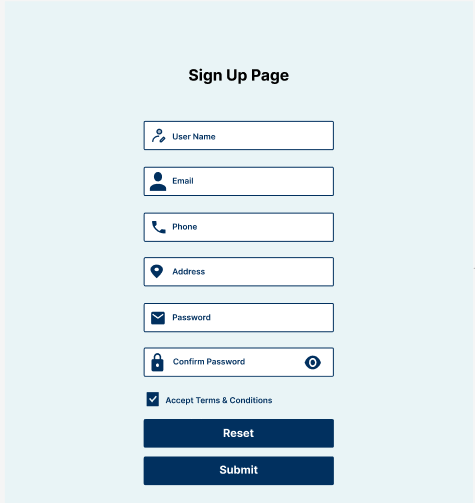 Sign Up Page
User Name
Email
Phone
Address
Password
Confirm Password
Accept Terms & Conditions
Reset
Submit